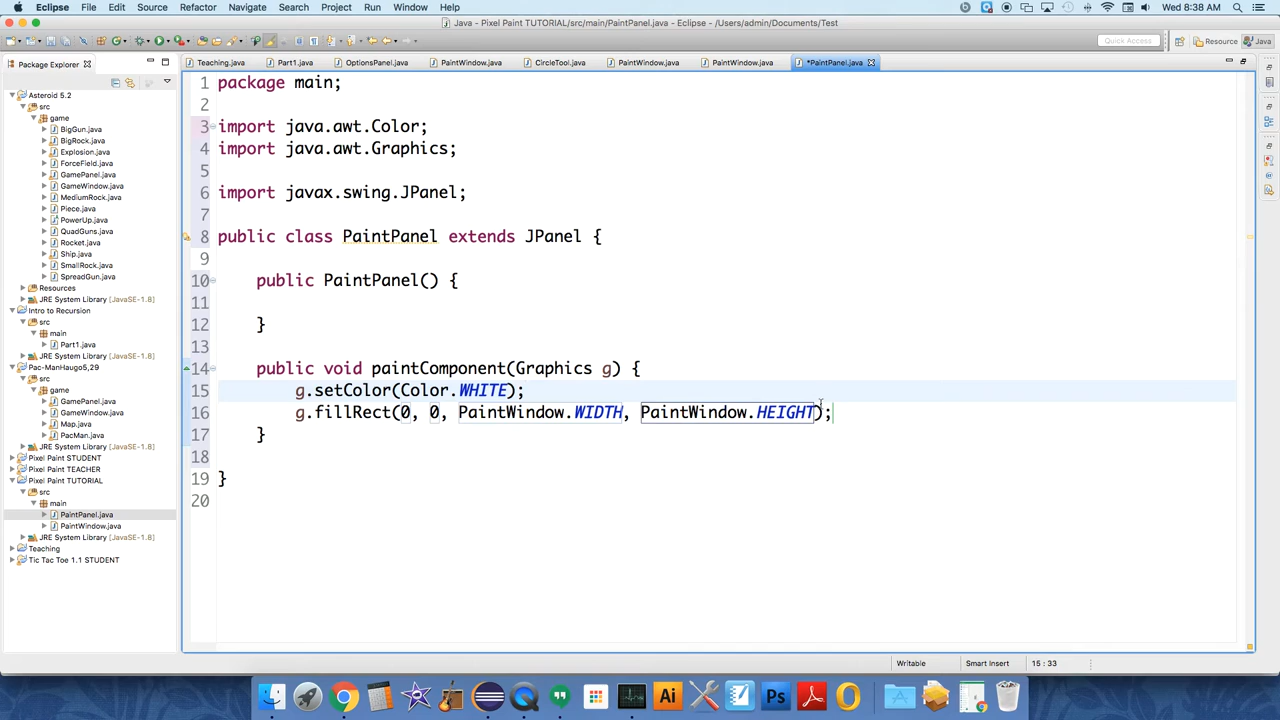 Eclipse File Edit Source Refactor Navigate Search Project Run Window Help Wed 8:38 AM
Java - Pixel Paint TUTORIAL/src/main/PaintPanel.java - Eclipse - /Users/admin/Documents/Test
Quick Access Resource Java
Package Explorer
Teaching.java Part1.java OptionsPanel.java PaintWindow.java CircleTool.java PaintWindow.java PaintWindow.java *PaintPanel.java
Asteroid 5.2
src
game
BigGun.java
BigRock.java
Explosion.java
ForceField.java
GamePanel.java
GameWindow.java
MediumRock.java
Piece.java
PowerUp.java
QuadGuns.java
Rocket.java
Ship.java
SmallRock.java
SpreadGun.java
Resources
JRE System Library [JavaSE-1.8]
Intro to Recursion
src
main
Part1.java
JRE System Library [JavaSE-1.8]
Pac-ManHaugo5,29
src
game
GamePanel.java
GameWindow.java
Map.java
PacMan.java
JRE System Library [JavaSE-1.8]
Pixel Paint STUDENT
Pixel Paint TEACHER
Pixel Paint TUTORIAL
src
main
PaintPanel.java
PaintWindow.java
JRE System Library [JavaSE-1.8]
Teaching
Tic Tac Toe 1.1 STUDENT
1 package main;
2
3 import java.awt.Color;
4 import java.awt.Graphics;
5
6 import javax.swing.JPanel;
7
8 public class PaintPanel extends JPanel {
9
10 public PaintPanel() {
11
12 }
13
14 public void paintComponent(Graphics g) {
15 g.setColor(Color.WHITE);
16 g.fillRect(0, 0, PaintWindow.WIDTH, PaintWindow.HEIGHT);
17 }
18
19 }
20
Writable Smart Insert 15 : 33
Ai Ps